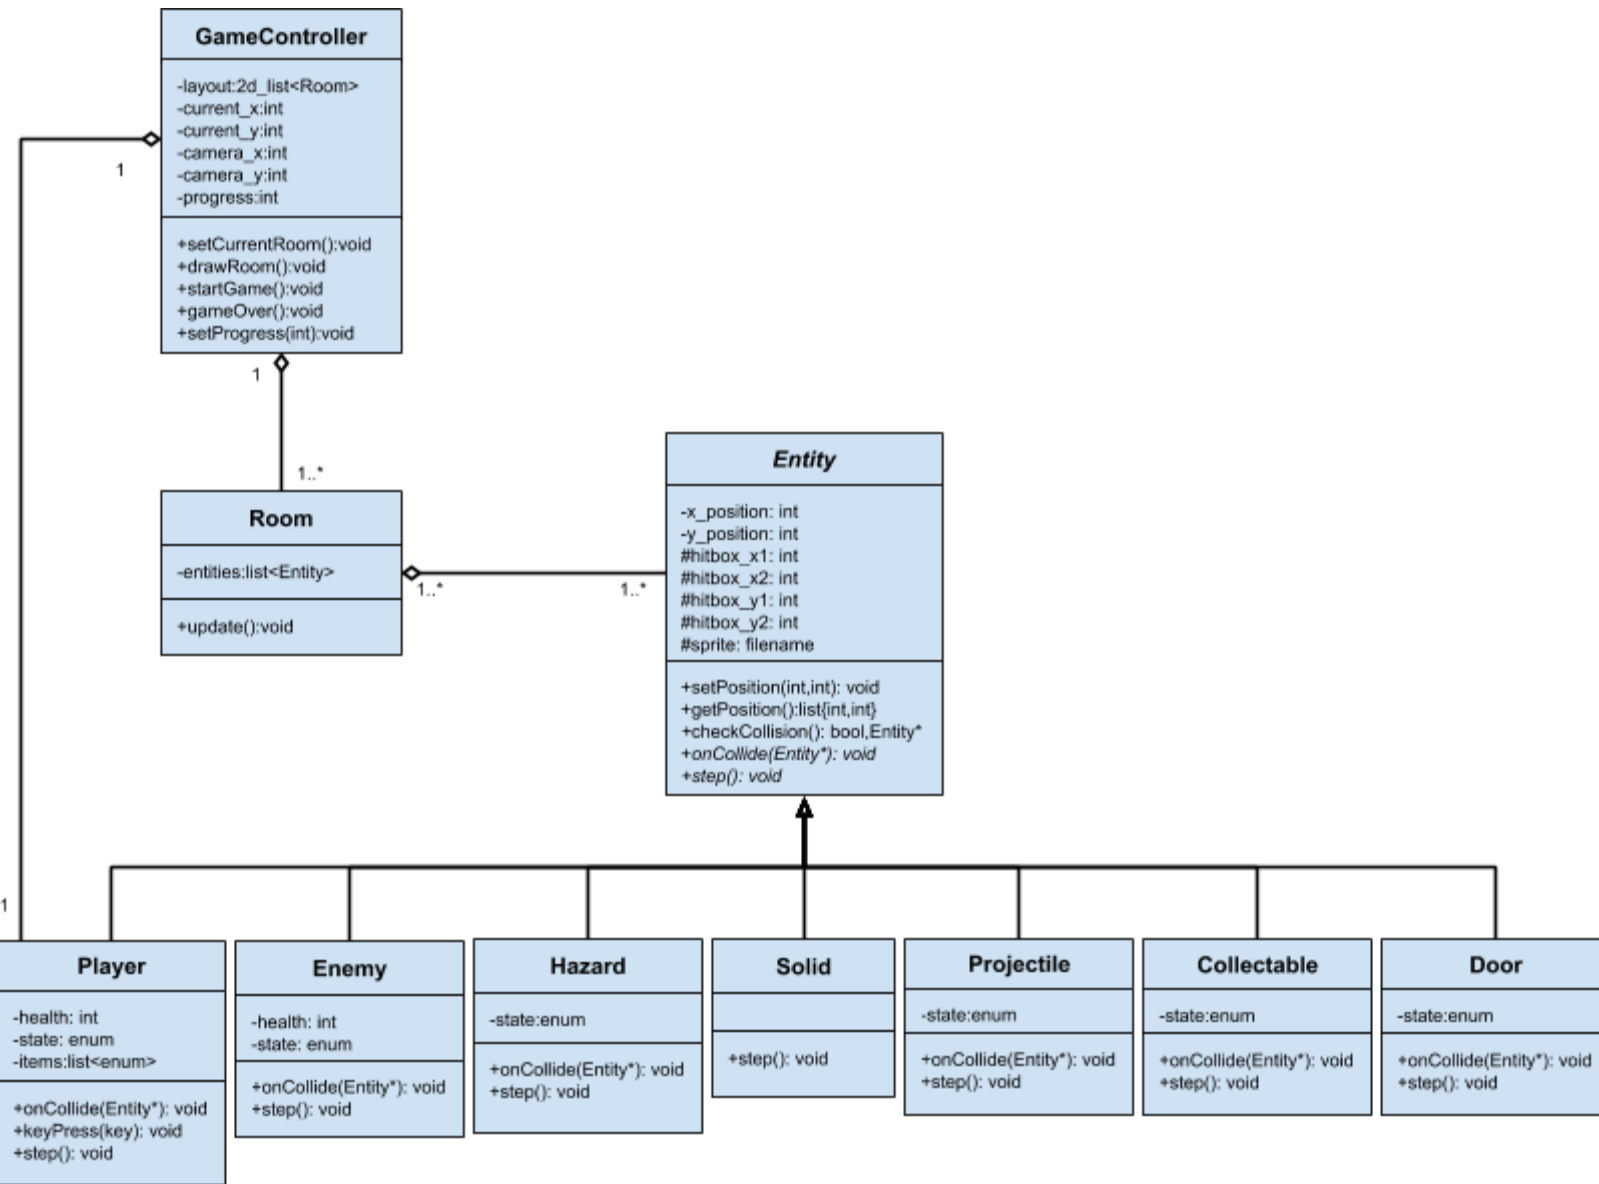 GameController
-layout:2d_list<Room>
-current_x:int
-current_y:int
-camera_x:int
-camera_y:int
-progress:int
+setCurrentRoom():void
+drawRoom():void
+startGame():void
+gameOver():void
+setProgress(int):void
1
1
1..*
Room
-entities:list<Entity>
+update():void
1..*
1..*
Entity
-x_position: int
-y_position: int
#hitbox_x1: int
#hitbox_x2: int
#hitbox_y1: int
#hitbox_y2: int
#sprite: filename
+setPosition(int,int): void
+getPosition():list{int,int}
+checkCollision(): bool,Entity*
+onCollide(Entity*): void
+step(): void
1
Player
-health: int
-state: enum
-items:list<enum>
+onCollide(Entity*): void
+keyPress(key): void
+step(): void
Enemy
-health: int
-state: enum
+onCollide(Entity*): void
+step(): void
Hazard
-state:enum
+onCollide(Entity*): void
+step(): void
Solid
+step(): void
Projectile
-state:enum
+onCollide(Entity*): void
+step(): void
Collectable
-state:enum
+onCollide(Entity*): void
+step(): void
Door
-state:enum
+onCollide(Entity*): void
+step(): void